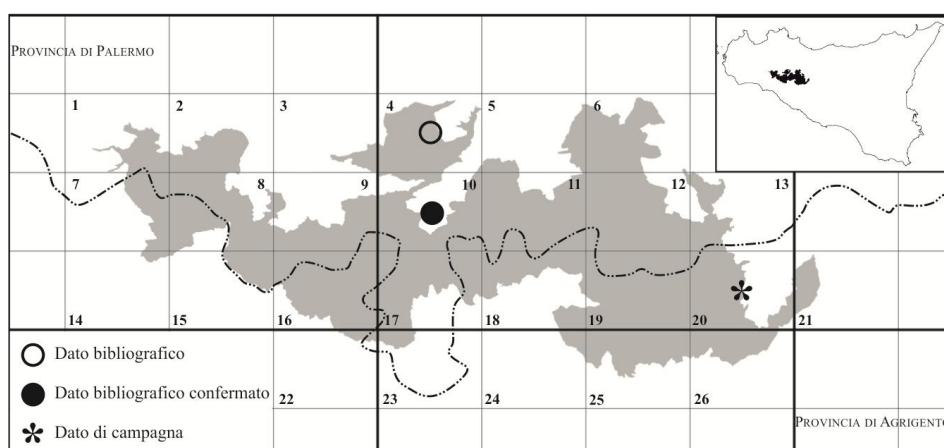 PROVINCIA DI PALERMO
1 2 3 4 5 6
7 8 9 10 11 12 13
14 15 16 17 18 19 20 21
Dato bibliografico
Dato bibliografico confermato
22 23 24 25 26
Dato di campagna
PROVINCIA DI AGRIGENTO